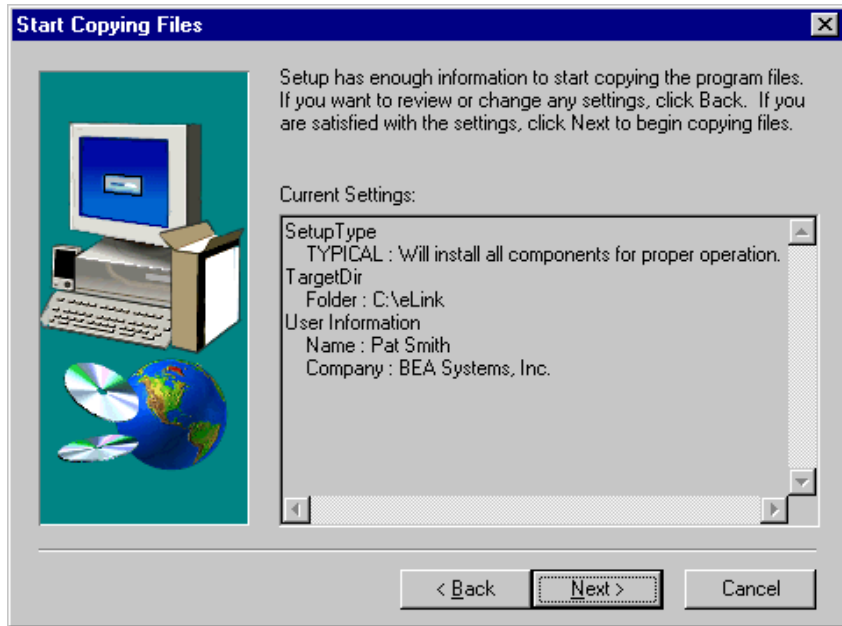 Start Copying Files
Setup has enough information to start copying the program files.
If you want to review or change any settings, click Back.  If you
are satisfied with the settings, click Next to begin copying files.
Current Settings:
SetupType
TYPICAL : Will install all components for proper operation.
TargetDir
Folder : C:\eLink
User Information
Name : Pat Smith
Company : BEA Systems, Inc.
< Back
Next >
Cancel